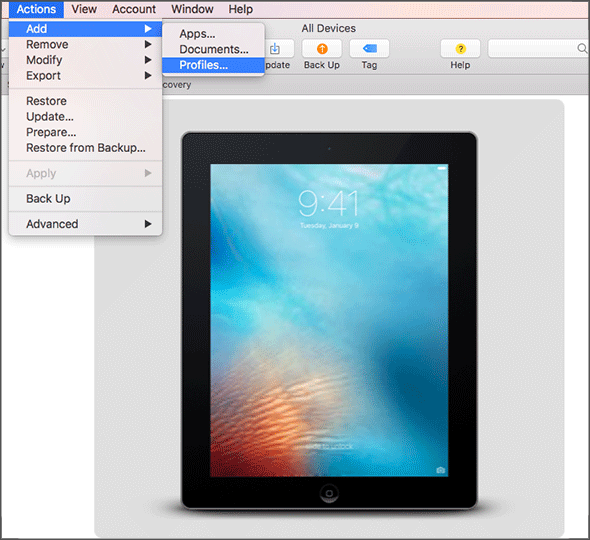 Actions View Account Window Help
All Devices
Add
Remove
Modify
Export
Restore
Update...
Prepare...
Restore from Backup...
Apply
Back Up
Advanced
Apps...
Documents...
Profiles...
pdate Back Up Tag Help
covery
9:41
Tuesday, January 9